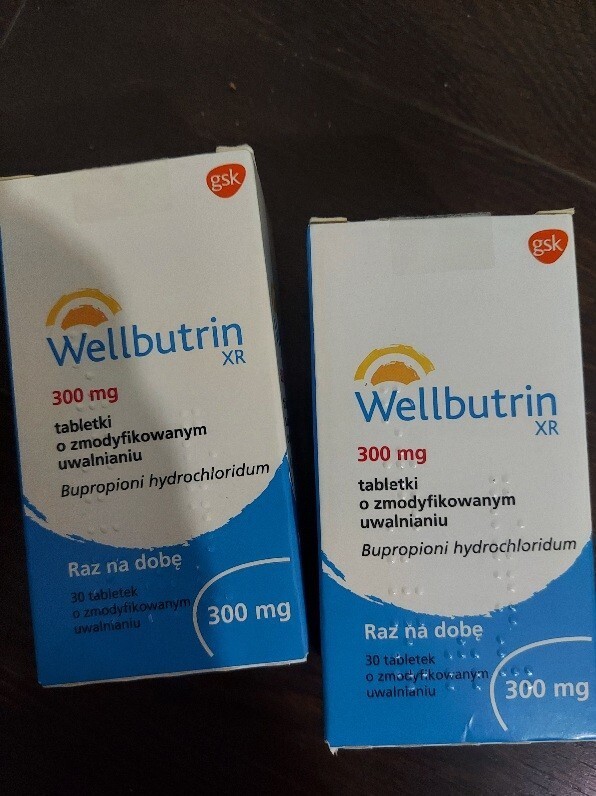 gsk
Wellbutrin
XR
300 mg
tabletki
o zmodyfikowanym
uwalnianiu
Bupropioni hydrochloridum
Raz na dobę
30 tabletek
o zmodyfikowanym
uwalnianiu
300 mg
gsk
Wellbutrin
XR
300 mg
tabletki
o zmodyfikowanym
uwalnianiu
Bupropioni hydrochloridum
Raz na dobę
30 tabletek
o zmodyfikowanym
uwalnianiu
300 mg